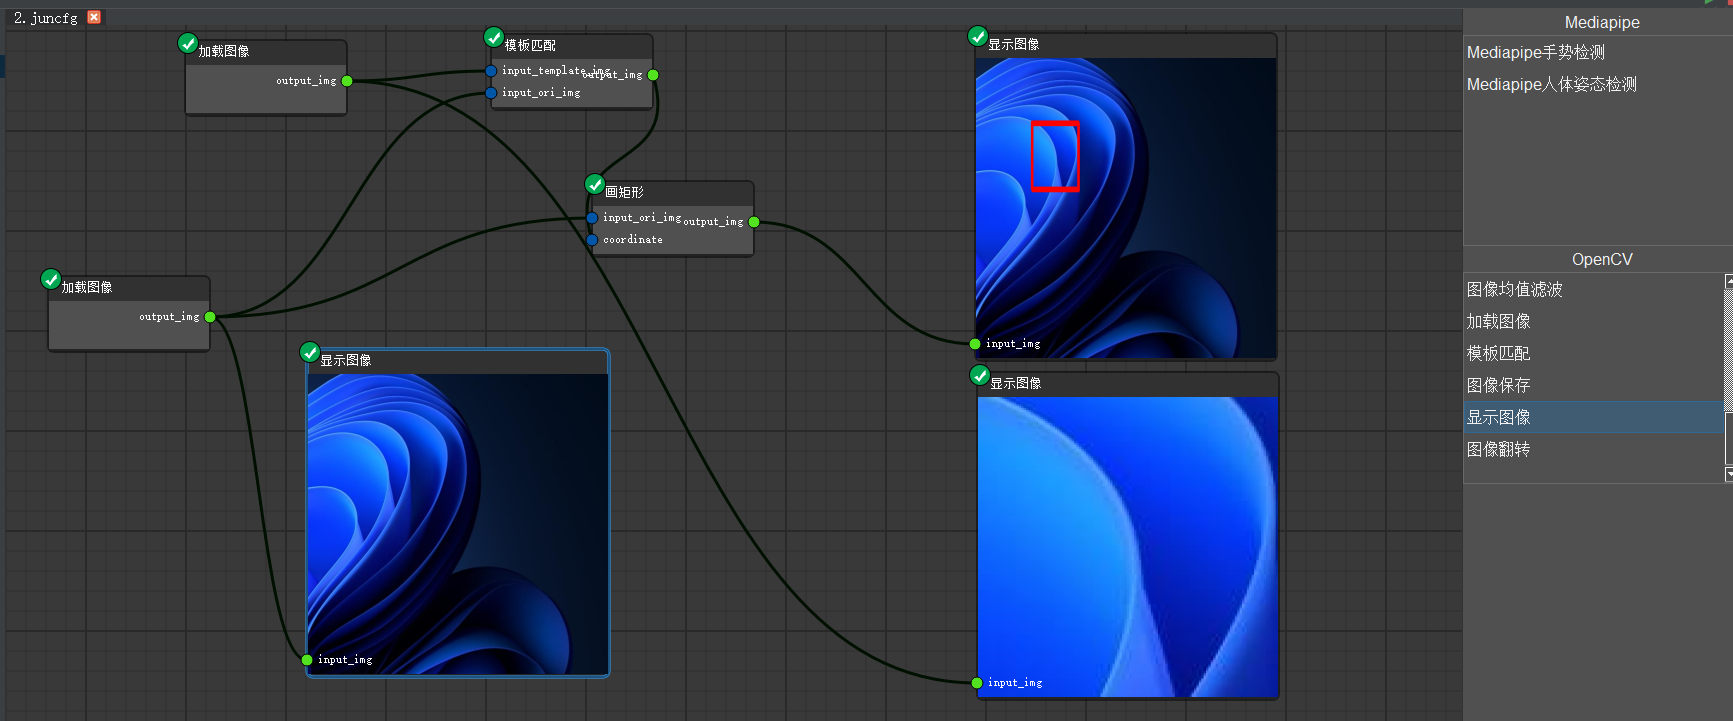 2.juncfg
加载图像
output_img
模板匹配
input_template_img
output_img
input_ori_img
画矩形
input_ori_img
output_img
coordinate
加载图像
output_img
显示图像
input_img
显示图像
input_img
显示图像
input_img
Mediapipe
Mediapipe手势检测
Mediapipe人体姿态检测
OpenCV
图像均值滤波
加载图像
模板匹配
图像保存
显示图像
图像翻转